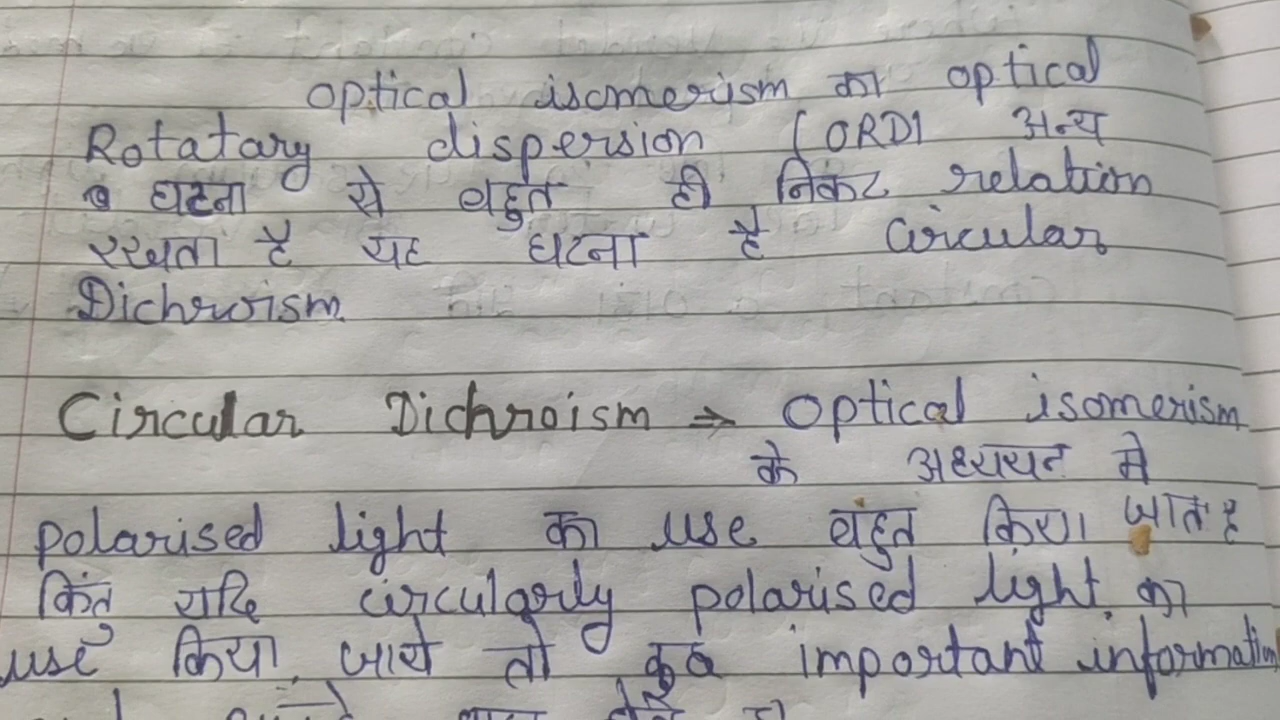 optical isomerism का optical
Rotatary dispersion (ORD) अन्य
घटना से बहुत ही निकट relation
रखता है यह घटना है Circular
Dichroism
Circular Dichroism ⇒ Optical isomerism
के अध्ययन मे
polarised light का use बहुत किया जाता है
किंतु यदि circularly polarised light का
use किया जाये तो कुछ important information